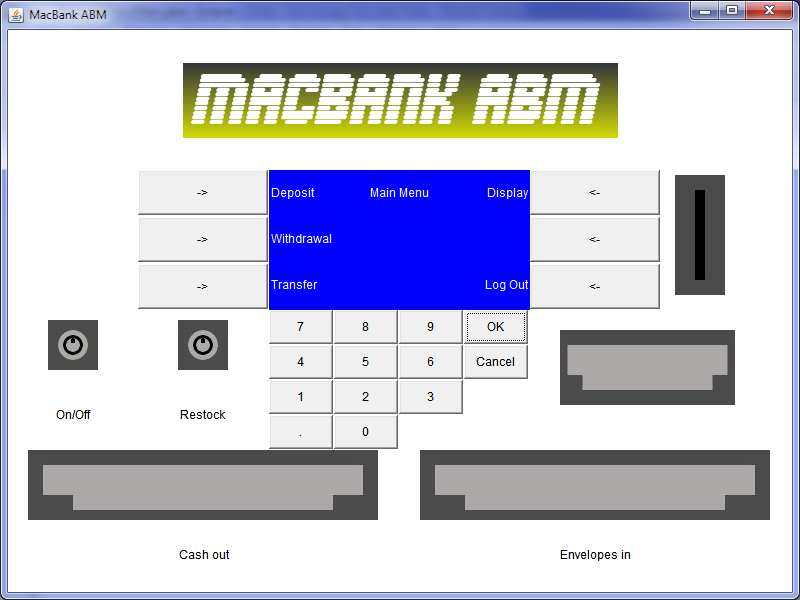 MacBank ABM
MACBANK ABM
-> Deposit Main Menu Display <-
-> Withdrawal <-
-> Transfer Log Out <-
7 8 9 OK
4 5 6 Cancel
1 2 3
. 0
On/Off Restock
Cash out Envelopes in